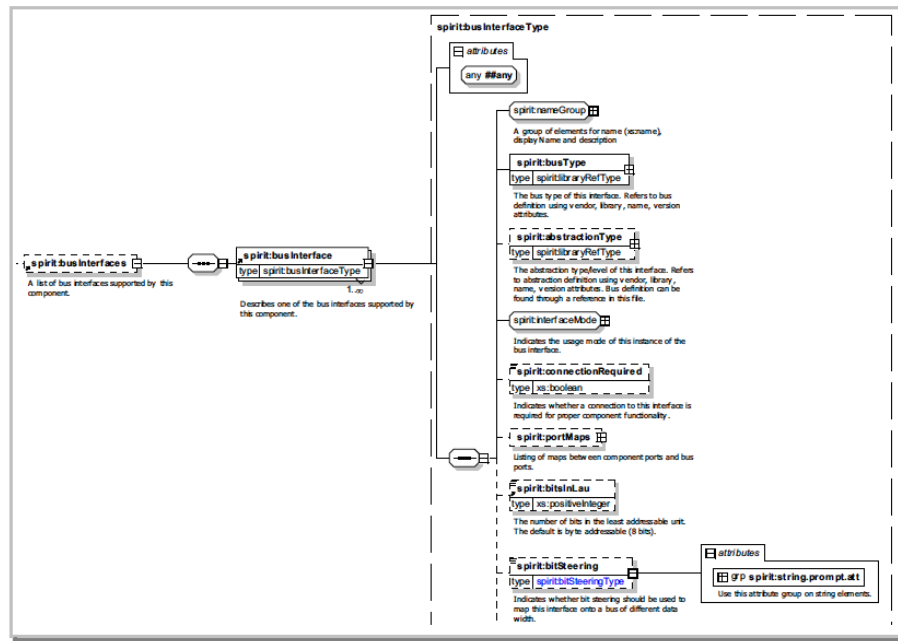 spirit:busInterfaceType
attributes
any ##any
spirit:nameGroup
A group of elements for name (xs:name),
display Name and description
spirit:busType
type spirit:libraryRefType
The bus type of this interface. Refers to bus
definition using vendor, library, name, version
attributes.
spirit:abstractionType
type spirit:libraryRefType
The abstraction type/level of this interface. Refers
to abstraction definition using vendor, library,
name, version attributes. Bus definition can be
found through a reference in this file.
spirit:busInterfaces
A list of bus interfaces supported by this
component.
spirit:busInterface
type spirit:busInterfaceType
1..∞
Describes one of the bus interfaces supported by
this component.
spirit:interfaceMode
Indicates the usage mode of this instance of the
bus interface.
spirit:connectionRequired
type xs:boolean
Indicates whether a connection to this interface is
required for proper component functionality.
spirit:portMaps
Listing of maps between component ports and bus
ports.
spirit:bitsInLau
type xs:positiveInteger
The number of bits in the least addressable unit.
The default is byte addressable (8 bits).
spirit:bitSteering
type spirit:bitSteeringType
Indicates whether bit steering should be used to
map this interface onto a bus of different data
width.
attributes
grp spirit:string.prompt.att
Use this attribute group on string elements.